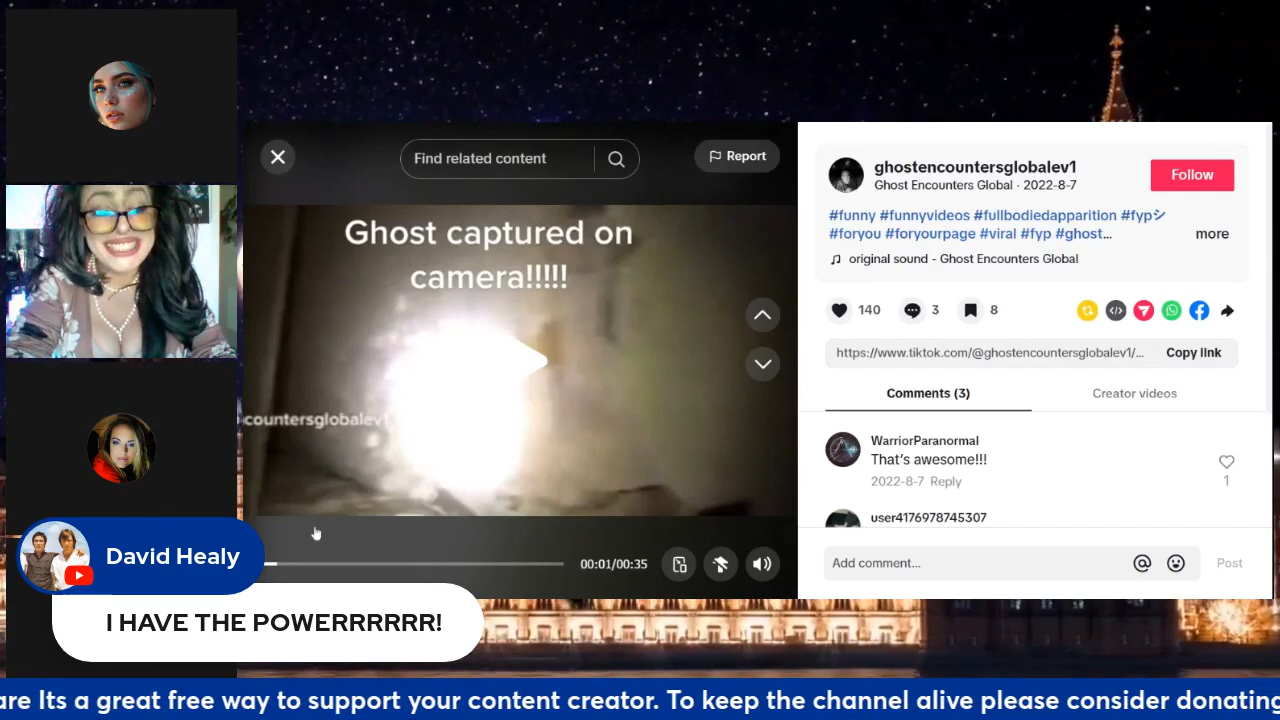 Find related content
Report
Ghost captured on
camera!!!!!
countersglobalev1
00:01/00:35
ghostencountersglobalev1
Ghost Encounters Global · 2022-8-7
Follow
#funny #funnyvideos #fullbodiedapparition #fypシ
#foryou #foryourpage #viral #fyp #ghost...
more
original sound - Ghost Encounters Global
140
3
8
https://www.tiktok.com/@ghostencountersglobalev1/...
Copy link
Comments (3)
Creator videos
WarriorParanormal
That's awesome!!!
2022-8-7 Reply
1
user4176978745307
Add comment...
Post
David Healy
I HAVE THE POWERRRRRR!
are Its a great free way to support your content creator. To keep the channel alive please consider donating